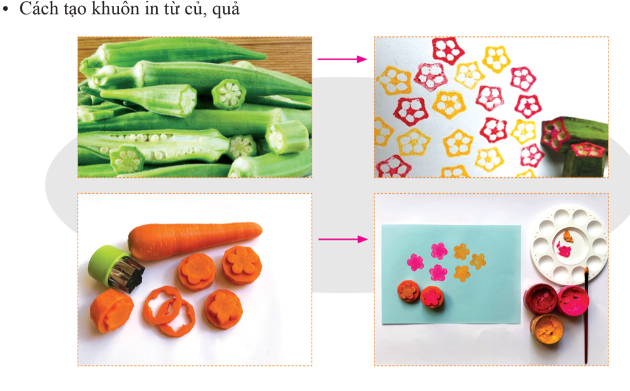 • Cách tạo khuôn in từ củ, quả